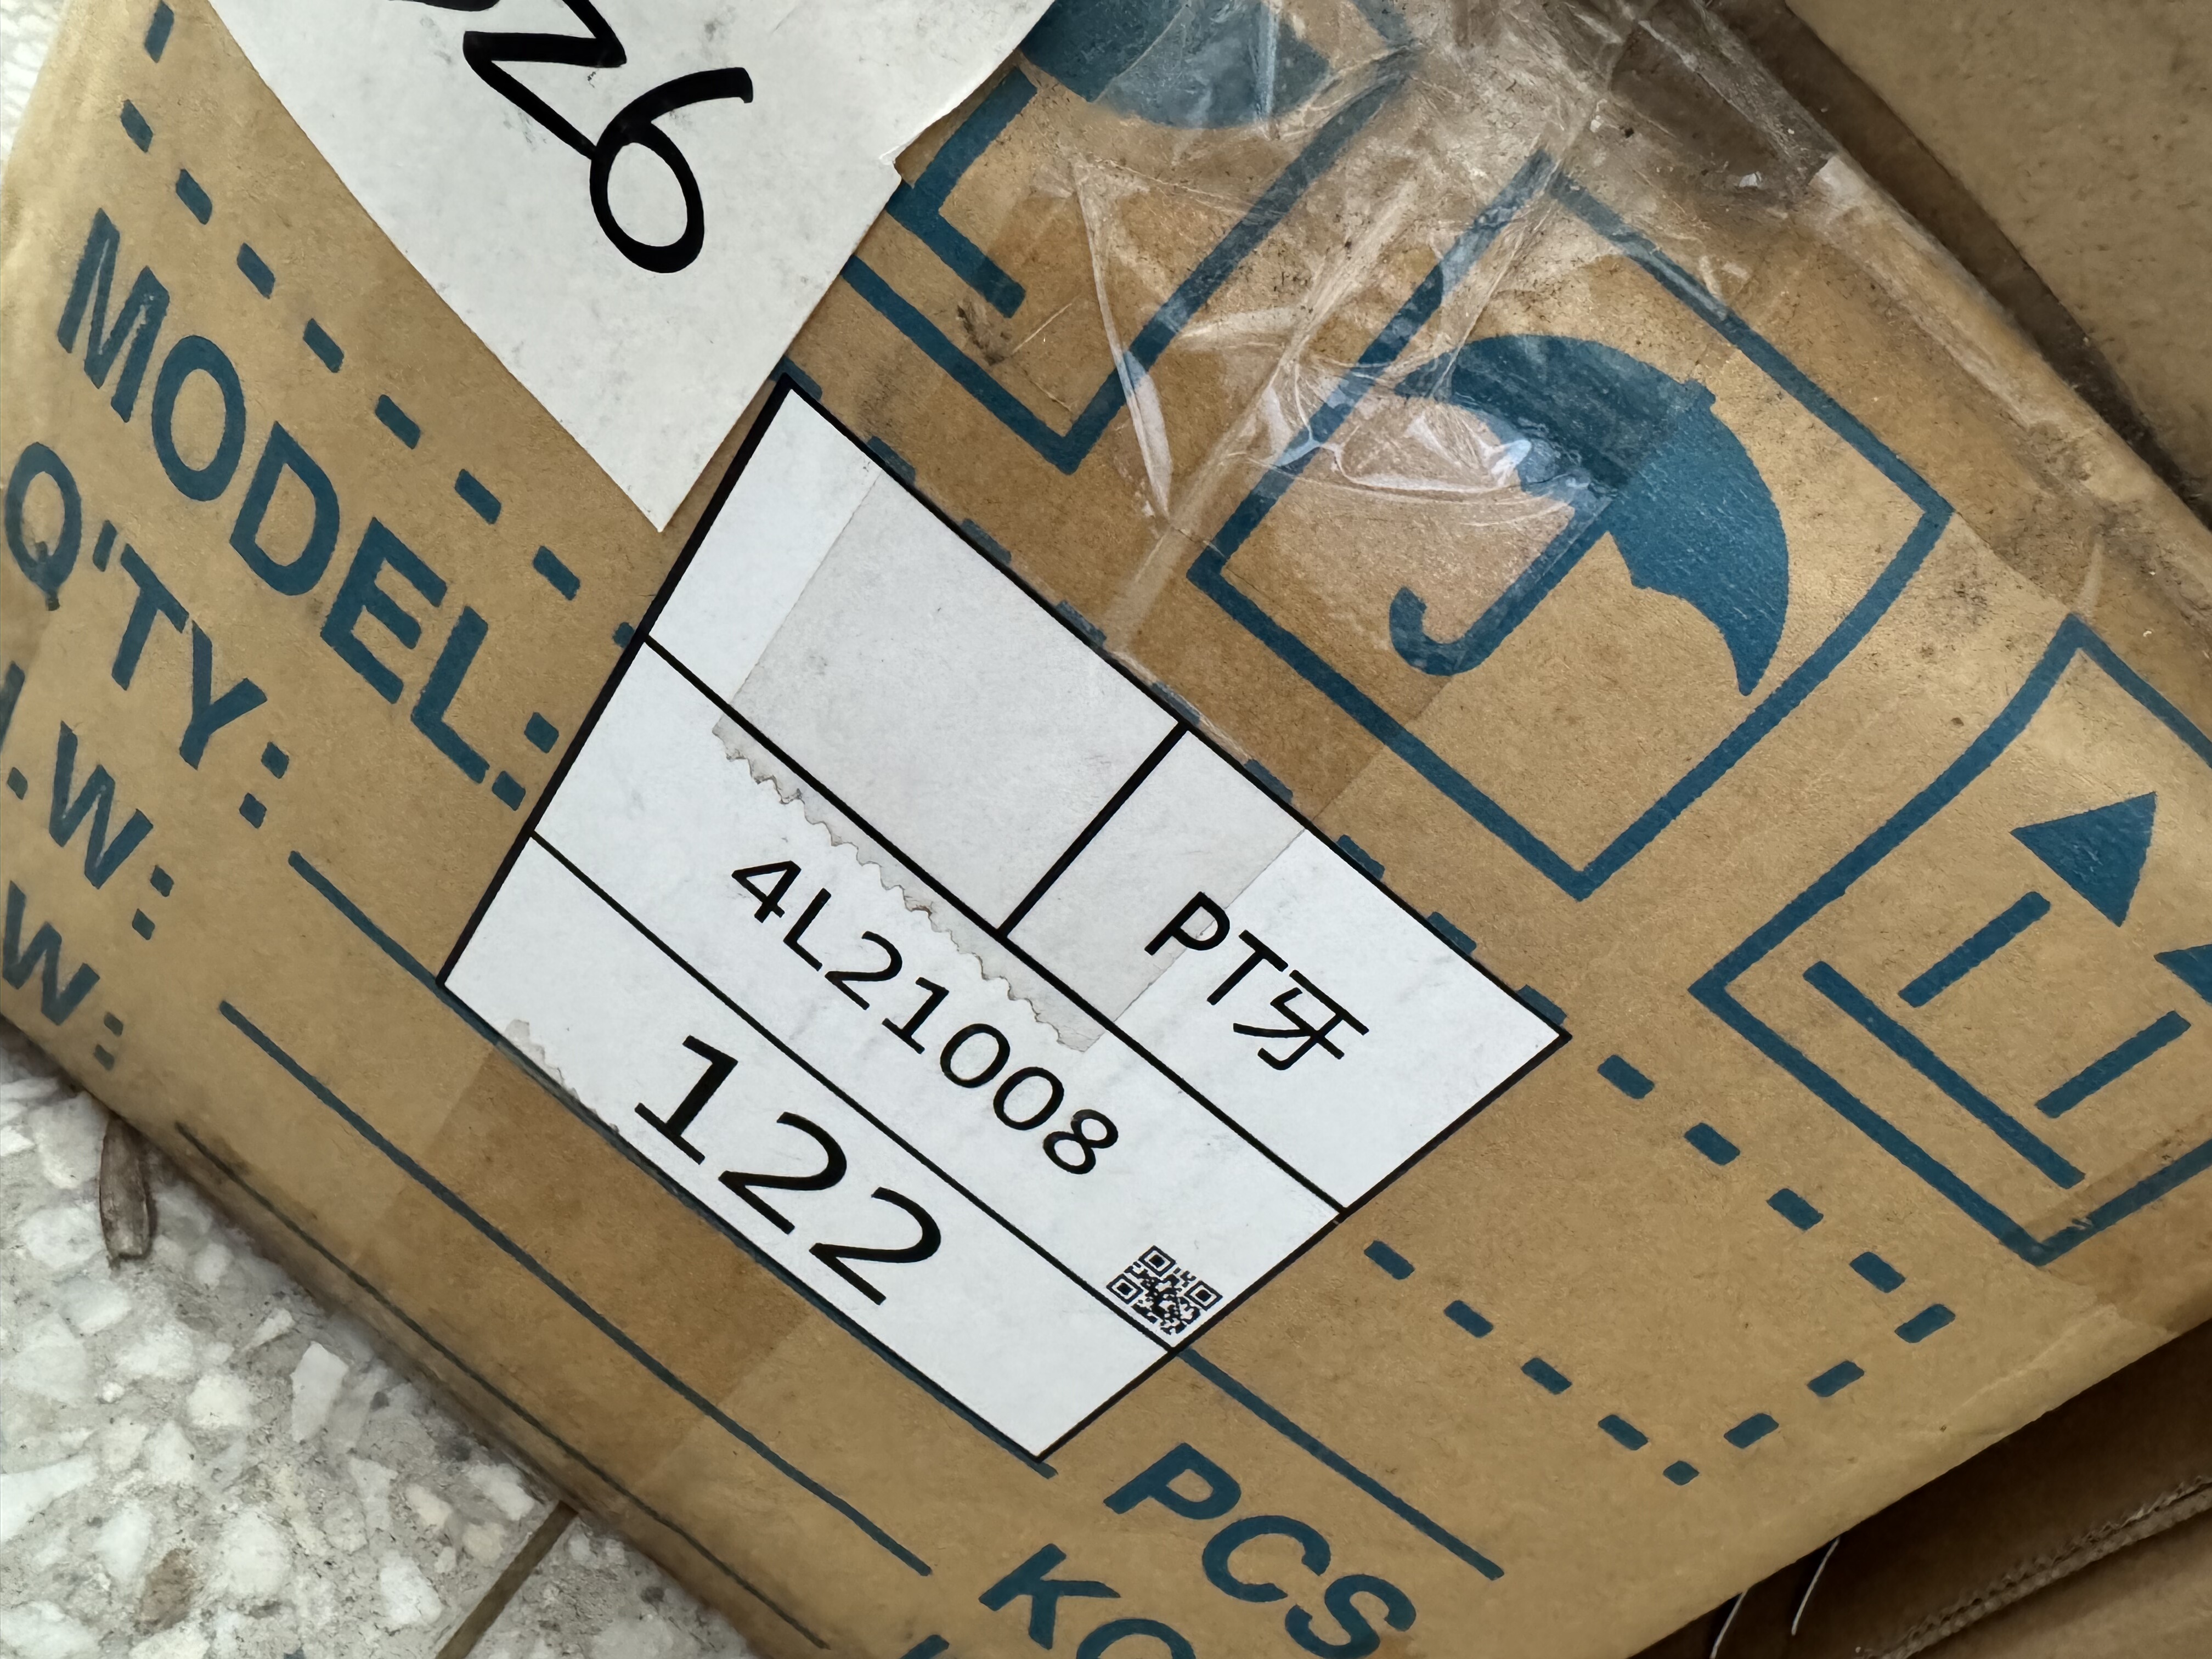 26
MODEL:
Q'TY:
.W:
W:
PT牙
4L21008
122
PCS